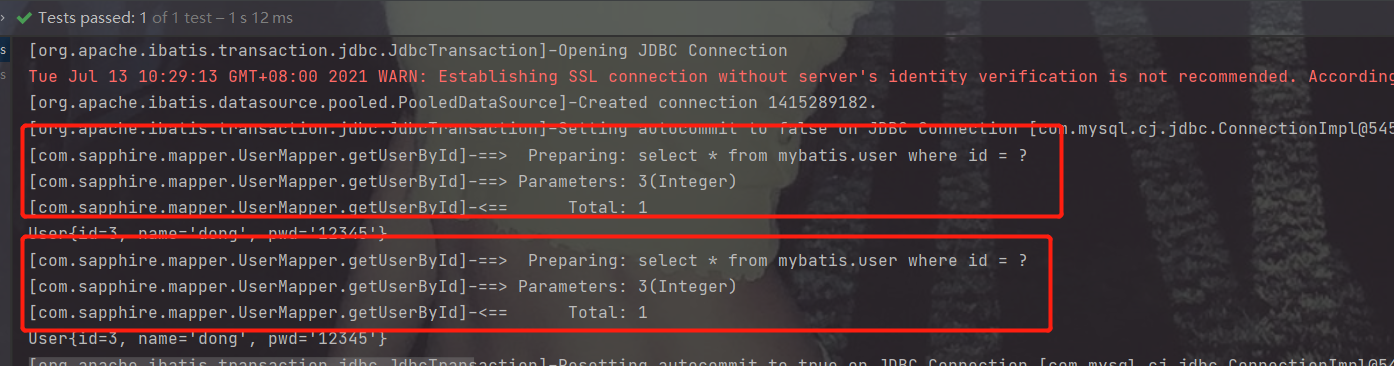 Tests passed: 1 of 1 test – 1 s 12 ms
[org.apache.ibatis.transaction.jdbc.JdbcTransaction]-Opening JDBC Connection
Tue Jul 13 10:29:13 GMT+08:00 2021 WARN: Establishing SSL connection without server's identity verification is not recommended. According
[org.apache.ibatis.datasource.pooled.PooledDataSource]-Created connection 1415289182.
[org.apache.ibatis.transaction.jdbc.JdbcTransaction]-Setting autocommit to false on JDBC Connection [com.mysql.cj.jdbc.ConnectionImpl@545
[com.sapphire.mapper.UserMapper.getUserById]-==>  Preparing: select * from mybatis.user where id = ?
[com.sapphire.mapper.UserMapper.getUserById]-==> Parameters: 3(Integer)
[com.sapphire.mapper.UserMapper.getUserById]-<==      Total: 1
User{id=3, name='dong', pwd='12345'}
[com.sapphire.mapper.UserMapper.getUserById]-==>  Preparing: select * from mybatis.user where id = ?
[com.sapphire.mapper.UserMapper.getUserById]-==> Parameters: 3(Integer)
[com.sapphire.mapper.UserMapper.getUserById]-<==      Total: 1
User{id=3, name='dong', pwd='12345'}
[org.apache.ibatis.transaction.jdbc.JdbcTransaction]-Resetting autocommit to true on JDBC Connection [com.mysql.cj.jdbc.ConnectionImpl@54